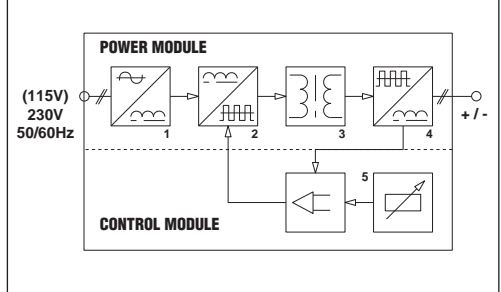 POWER MODULE
(115V)
230V
50/60Hz
1
2
3
4
+ / -
5
CONTROL MODULE